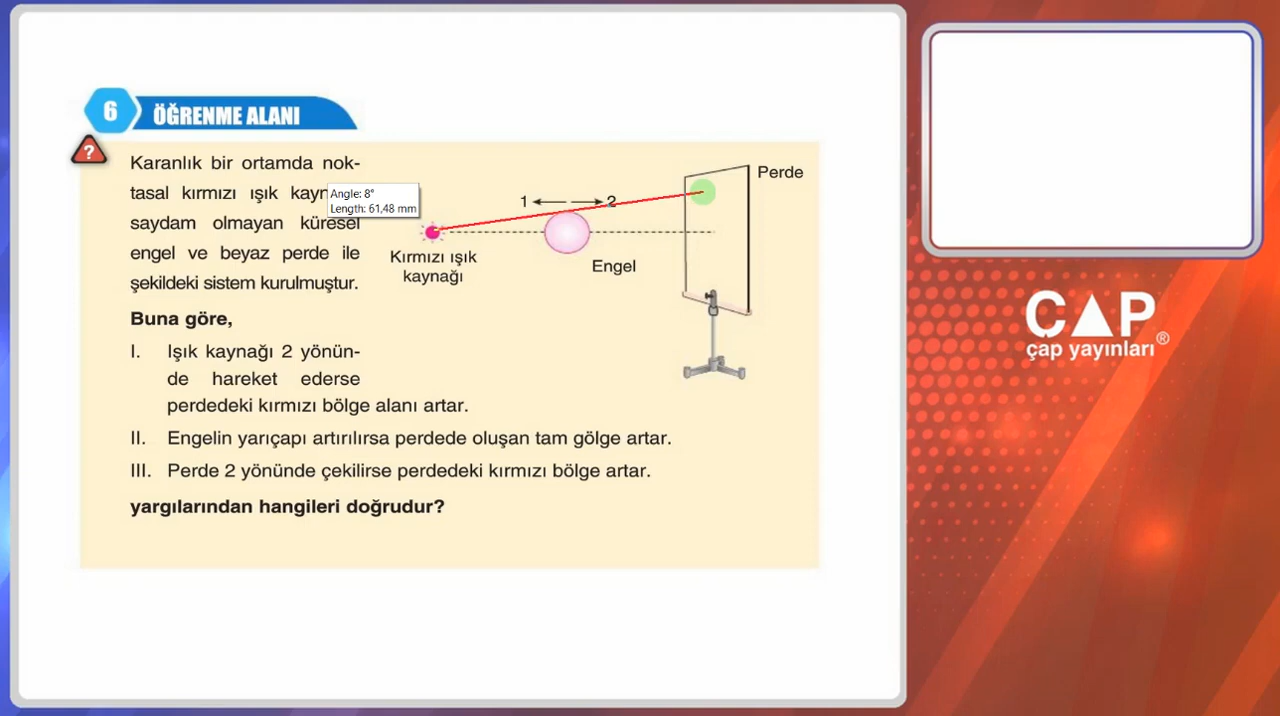 6 ÖĞRENME ALANI
?
Karanlık bir ortamda nok-
tasal kırmızı ışık
saydam olmayan küresel
engel ve beyaz perde ile
şekildeki sistem kurulmuştur.
Angle: 8°
Length: 61,48 mm
1 2
Perde
Kırmızı ışık
kaynağı
Engel
Buna göre,
I. Işık kaynağı 2 yönün-
de hareket ederse
perdedeki kırmızı bölge alanı artar.
II. Engelin yarıçapı artırılırsa perdede oluşan tam gölge artar.
III. Perde 2 yönünde çekilirse perdedeki kırmızı bölge artar.
yargılarından hangileri doğrudur?
ÇAP®
çap yayınları